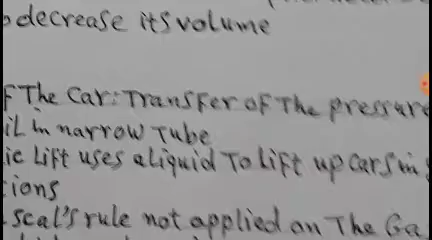 decrease its volume
F The Car: Transfer of The pressure
il in narrow Tube
ic Lift uses a liquid To Lift up Cars in
ions
scal's rule not applied on The Ga